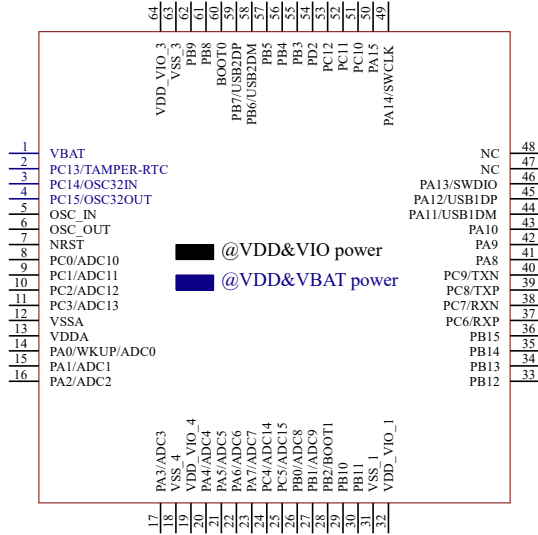 64
63
62
61
60
59
58
57
56
55
54
53
52
51
50
49
VDD_VIO_3
VSS_3
PB9
PB8
BOOT0
PB7/USB2DP
PB6/USB2DM
PB5
PB4
PB3
PD2
PC12
PC11
PC10
PA15
PA14/SWCLK
1 VBAT
2 PC13/TAMPER-RTC
3 PC14/OSC32IN
4 PC15/OSC32OUT
5 OSC_IN
6 OSC_OUT
7 NRST
8 PC0/ADC10
9 PC1/ADC11
10 PC2/ADC12
11 PC3/ADC13
12 VSSA
13 VDDA
14 PA0/WKUP/ADC0
15 PA1/ADC1
16 PA2/ADC2
@VDD&VIO power
@VDD&VBAT power
NC 48
NC 47
PA13/SWDIO 46
PA12/USB1DP 45
PA11/USB1DM 44
PA10 43
PA9 42
PA8 41
PC9/TXN 40
PC8/TXP 39
PC7/RXN 38
PC6/RXP 37
PB15 36
PB14 35
PB13 34
PB12 33
PA3/ADC3
VSS_4
VDD_VIO_4
PA4/ADC4
PA5/ADC5
PA6/ADC6
PA7/ADC7
PC4/ADC14
PC5/ADC15
PB0/ADC8
PB1/ADC9
PB2/BOOT1
PB10
PB11
VSS_1
VDD_VIO_1
17
18
19
20
21
22
23
24
25
26
27
28
29
30
31
32